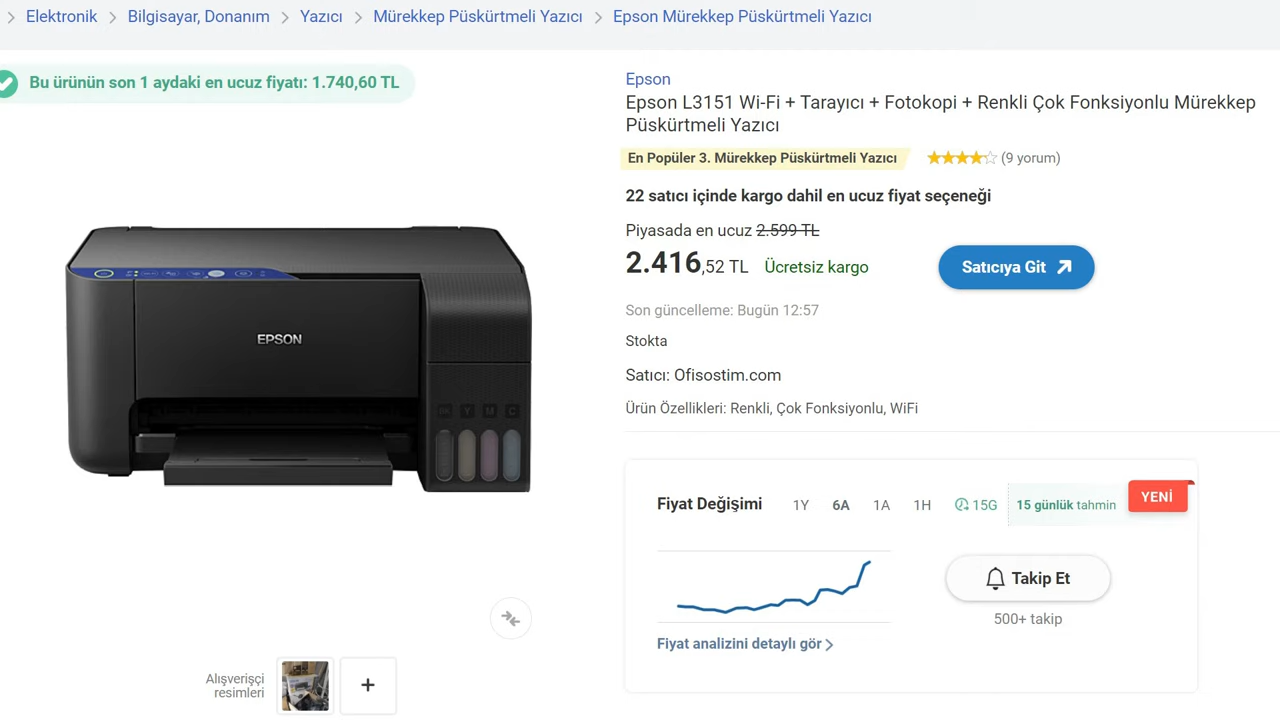 Elektronik > Bilgisayar, Donanım > Yazıcı > Mürekkep Püskürtmeli Yazıcı > Epson Mürekkep Püskürtmeli Yazıcı
Bu ürünün son 1 aydaki en ucuz fiyatı: 1.740,60 TL
EPSON
BK Y M C
Alışverişçi
resimleri
+
Epson
Epson L3151 Wi-Fi + Tarayıcı + Fotokopi + Renkli Çok Fonksiyonlu Mürekkep
Püskürtmeli Yazıcı
En Popüler 3. Mürekkep Püskürtmeli Yazıcı (9 yorum)
22 satıcı içinde kargo dahil en ucuz fiyat seçeneği
Piyasada en ucuz 2.599 TL
2.416,52 TL Ücretsiz kargo
Satıcıya Git
Son güncelleme: Bugün 12:57
Stokta
Satıcı: Ofisostim.com
Ürün Özellikleri: Renkli, Çok Fonksiyonlu, WiFi
Fiyat Değişimi 1Y 6A 1A 1H 15G 15 günlük tahmin YENİ
Takip Et
500+ takip
Fiyat analizini detaylı gör >